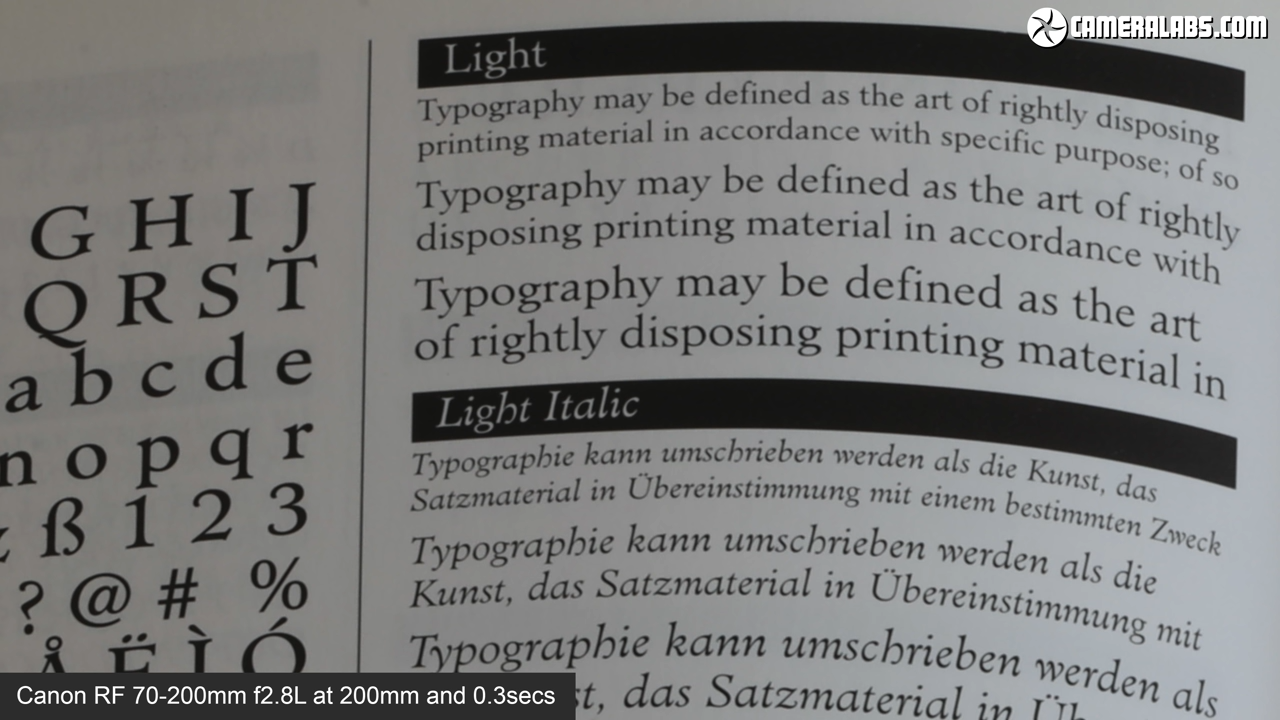 CAMERALABS.COM
G H I J
Q R S T
a b c d e
n o p q r
z ß 1 2 3
? @ # %
Å Ë Ì Ó
Light
Typography may be defined as the art of rightly disposing
printing material in accordance with specific purpose; of so
Typography may be defined as the art of rightly
disposing printing material in accordance with
Typography may be defined as the art
of rightly disposing printing material in
Light Italic
Typographie kann umschrieben werden als die Kunst, das
Satzmaterial in Übereinstimmung mit einem bestimmten Zweck
Typographie kann umschrieben werden als die
Kunst, das Satzmaterial in Übereinstimmung mit
Typographie kann umschrieben werden als
st, das Satzmaterial in Üb
Canon RF 70-200mm f2.8L at 200mm and 0.3secs